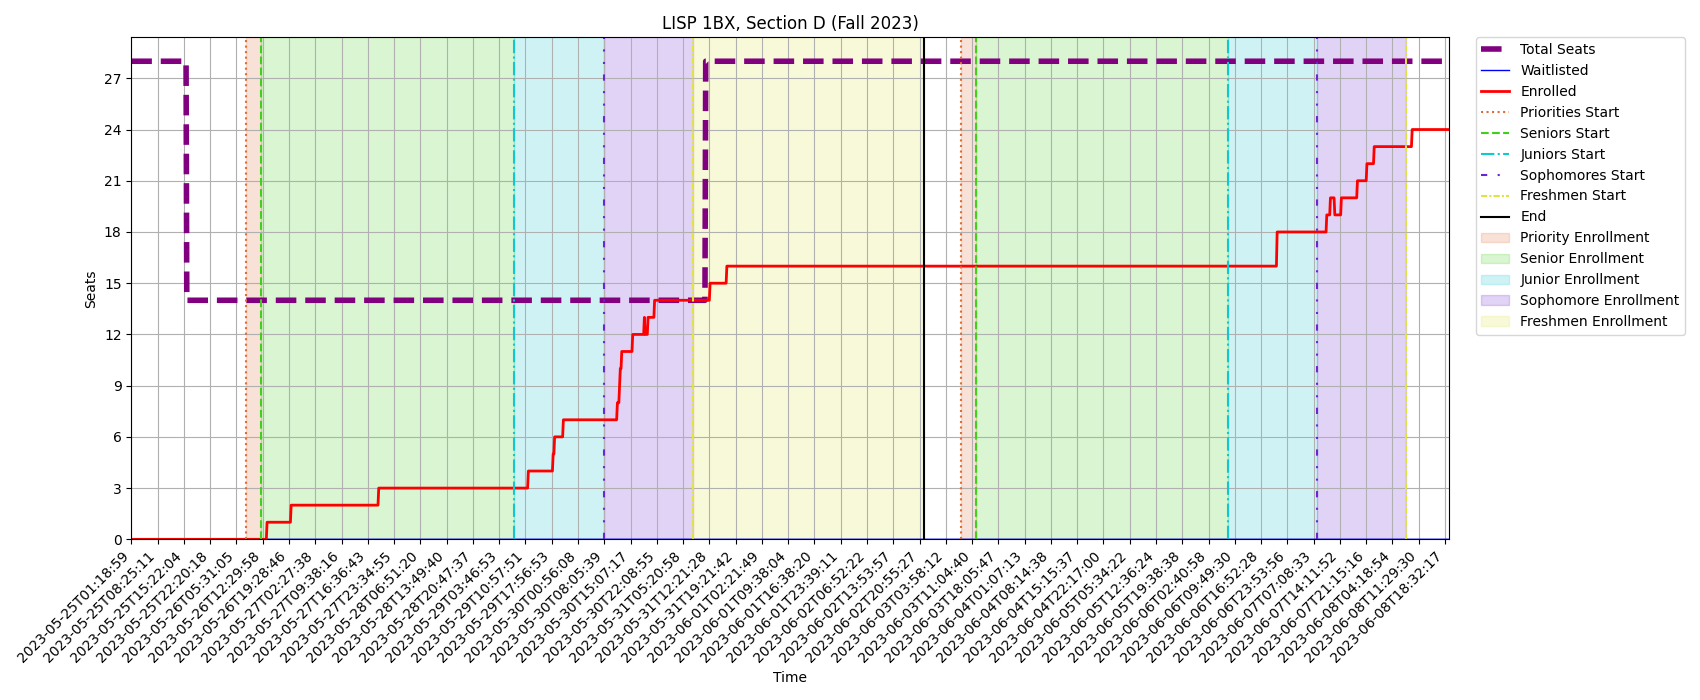 LISP 1BX, Section D (Fall 2023)
Seats
27
24
21
18
15
12
9
6
3
0
2023-05-25T01:18:59
2023-05-25T08:25:11
2023-05-25T15:22:04
2023-05-25T22:20:18
2023-05-26T05:31:05
2023-05-26T12:29:58
2023-05-26T19:28:46
2023-05-27T02:27:38
2023-05-27T09:38:16
2023-05-27T16:36:43
2023-05-27T23:34:55
2023-05-28T06:51:20
2023-05-28T13:49:40
2023-05-28T20:47:37
2023-05-29T03:46:53
2023-05-29T10:57:51
2023-05-29T17:56:53
2023-05-30T00:56:08
2023-05-30T08:05:39
2023-05-30T15:07:17
2023-05-30T22:08:55
2023-05-31T05:20:58
2023-05-31T12:21:28
2023-05-31T19:21:42
2023-06-01T02:21:49
2023-06-01T09:38:04
2023-06-01T16:38:20
2023-06-01T23:39:11
2023-06-02T06:52:22
2023-06-02T13:53:57
2023-06-02T20:55:27
2023-06-03T03:58:12
2023-06-03T11:04:40
2023-06-03T18:05:47
2023-06-04T01:07:13
2023-06-04T08:14:38
2023-06-04T15:15:37
2023-06-04T22:17:00
2023-06-05T05:34:22
2023-06-05T12:36:24
2023-06-05T19:38:38
2023-06-06T02:40:58
2023-06-06T09:49:30
2023-06-06T16:52:28
2023-06-06T23:53:56
2023-06-07T07:08:33
2023-06-07T14:11:52
2023-06-07T21:15:16
2023-06-08T04:18:54
2023-06-08T11:29:30
2023-06-08T18:32:17
Time
Total Seats
Waitlisted
Enrolled
Priorities Start
Seniors Start
Juniors Start
Sophomores Start
Freshmen Start
End
Priority Enrollment
Senior Enrollment
Junior Enrollment
Sophomore Enrollment
Freshmen Enrollment